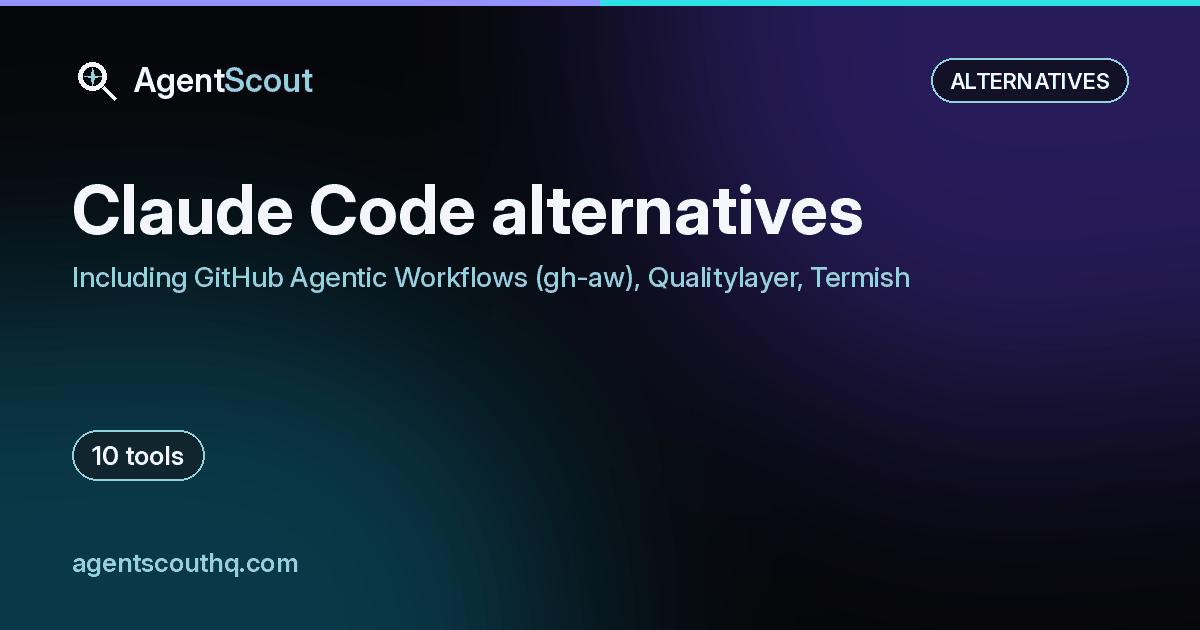 AgentScout
ALTERNATIVES
Claude Code alternatives
Including GitHub Agentic Workflows (gh-aw), Qualitylayer, Termish
10 tools
agentscouthq.com